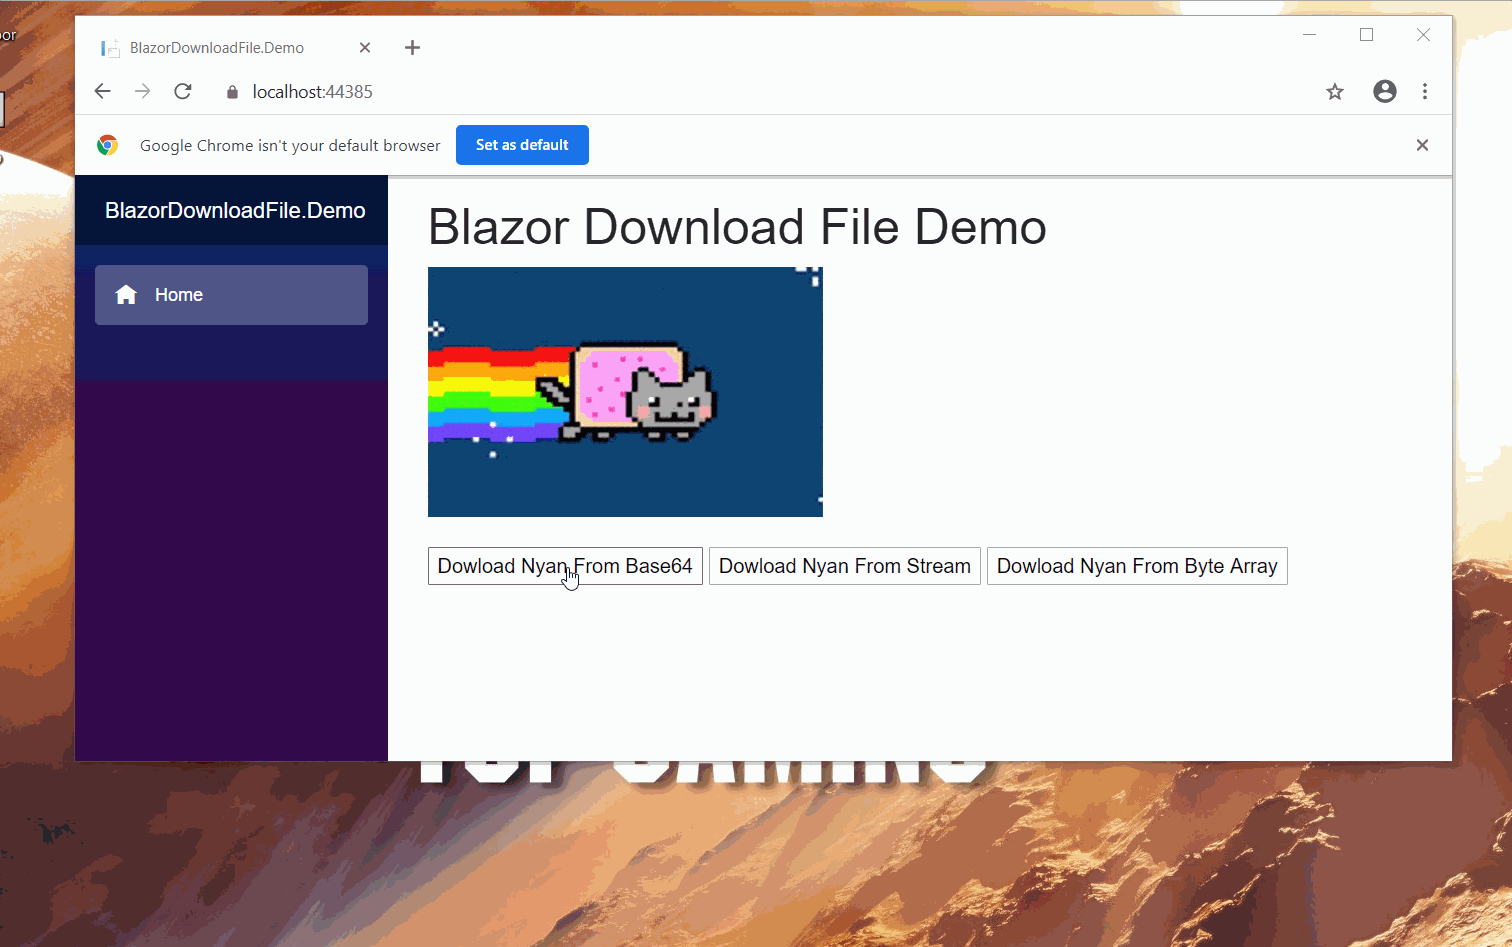 BlazorDownloadFile.Demo
localhost:44385
Google Chrome isn't your default browser
Set as default
BlazorDownloadFile.Demo
Home
Blazor Download File Demo
Dowload Nyan From Base64
Dowload Nyan From Stream
Dowload Nyan From Byte Array